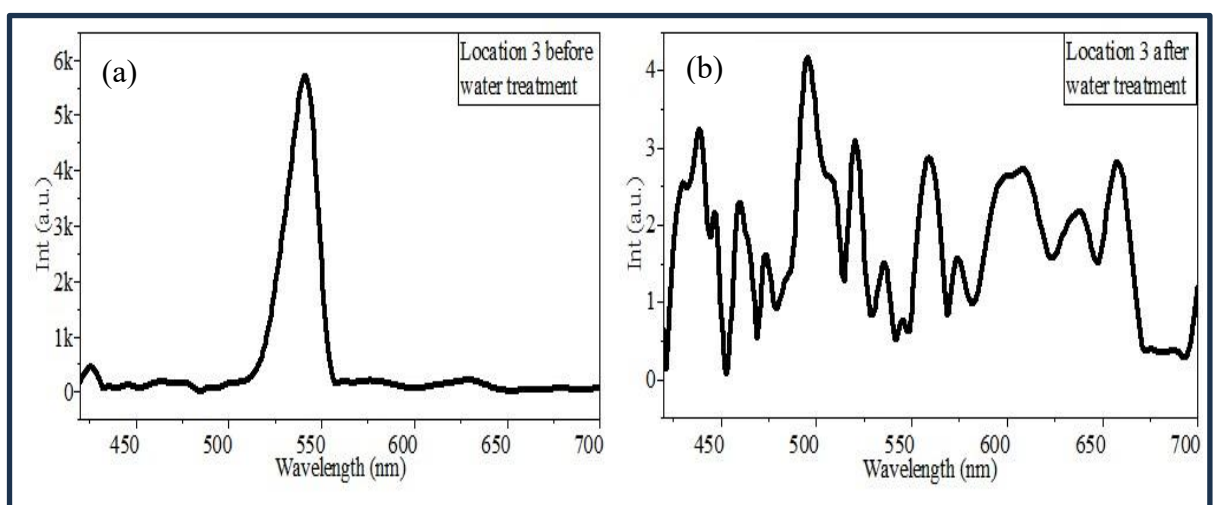 (a)
Location 3 before
water treatment
6k
5k
4k
3k
2k
1k
0
Int (a.u.)
450 500 550 600 650 700
Wavelength (nm)
(b)
Location 3 after
water treatment
4
3
2
1
0
Int (a.u.)
450 500 550 600 650 700
Wavelength (nm)